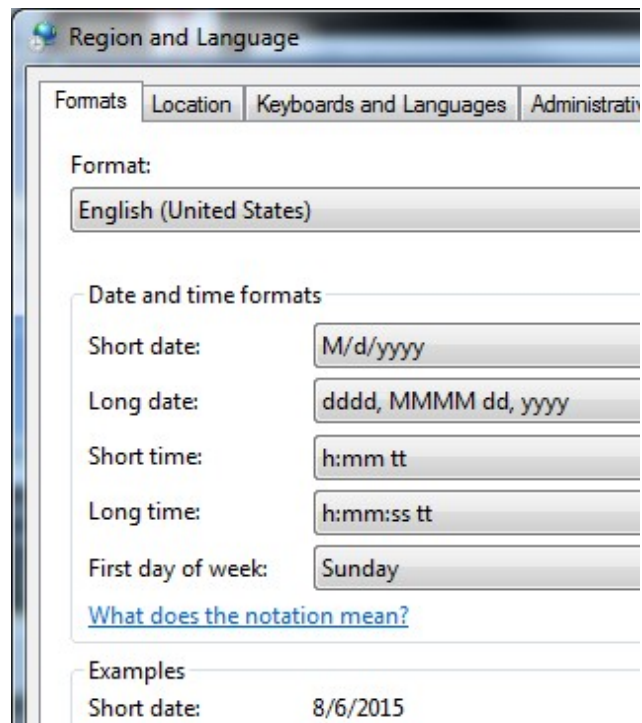 Region and Language
Formats Location Keyboards and Languages
Format:
English (United States)
Date and time formats
Short date: M/d/yyyy
Long date: dddd, MMMM dd, yyyy
Short time: h:mm tt
Long time: h:mm:ss tt
First day of week: Sunday
What does the notation mean?
Examples
Short date: 8/6/2015